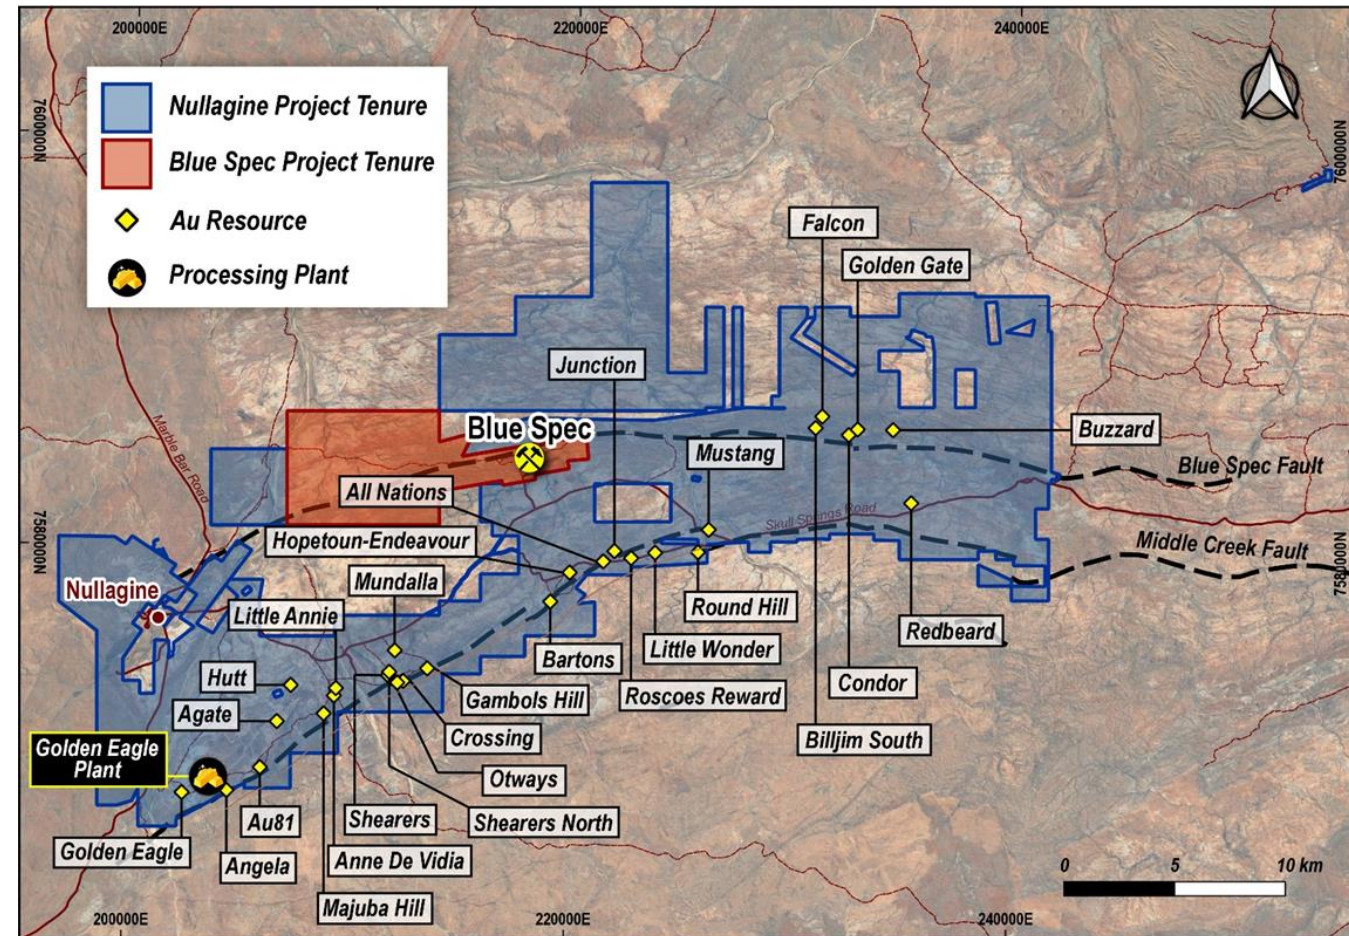 200000E
220000E
240000E
7600000N
7600000N
Nullagine Project Tenure
Blue Spec Project Tenure
Au Resource
Processing Plant
Falcon
Golden Gate
Junction
Blue Spec
Buzzard
Mustang
Blue Spec Fault
Marble Bar Road
All Nations
Skull Springs Road
7580000N
Hopetoun-Endeavour
Middle Creek Fault
7580000N
Mundalla
Nullagine
Little Annie
Round Hill
Redbeard
Bartons
Little Wonder
Hutt
Gambols Hill
Roscoes Reward
Condor
Agate
Crossing
Billjim South
Golden Eagle
Plant
Otways
Au81
Shearers
Shearers North
Golden Eagle
Angela
Anne De Vidia
Majuba Hill
0 5 10 km
200000E
220000E
240000E